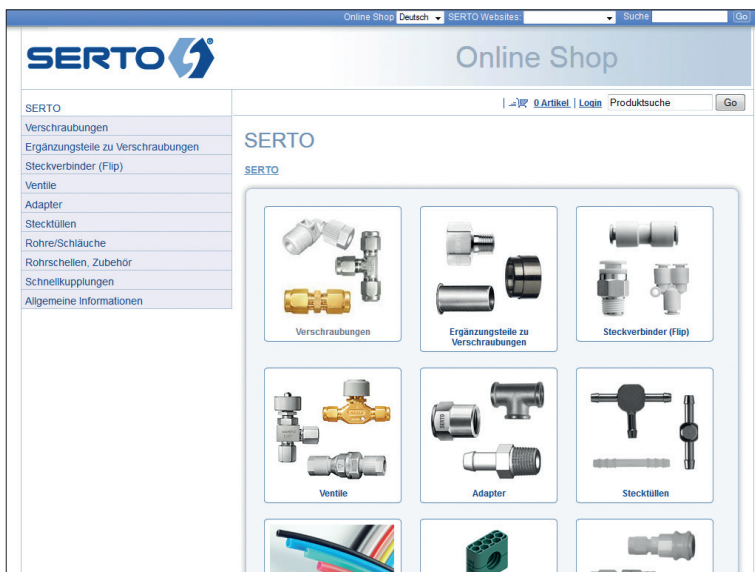 Online Shop Deutsch SERTO Websites: Suche Go
SERTO
Online Shop
0 Artikel | Login Produktsuche Go
SERTO
Verschraubungen
Ergänzungsteile zu Verschraubungen
Steckverbinder (Flip)
Ventile
Adapter
Stecktüllen
Rohre/Schläuche
Rohrschellen, Zubehör
Schnellkupplungen
Allgemeine Informationen
SERTO
SERTO
Verschraubungen
Ergänzungsteile zu
Verschraubungen
Steckverbinder (Flip)
Ventile
Adapter
Stecktüllen